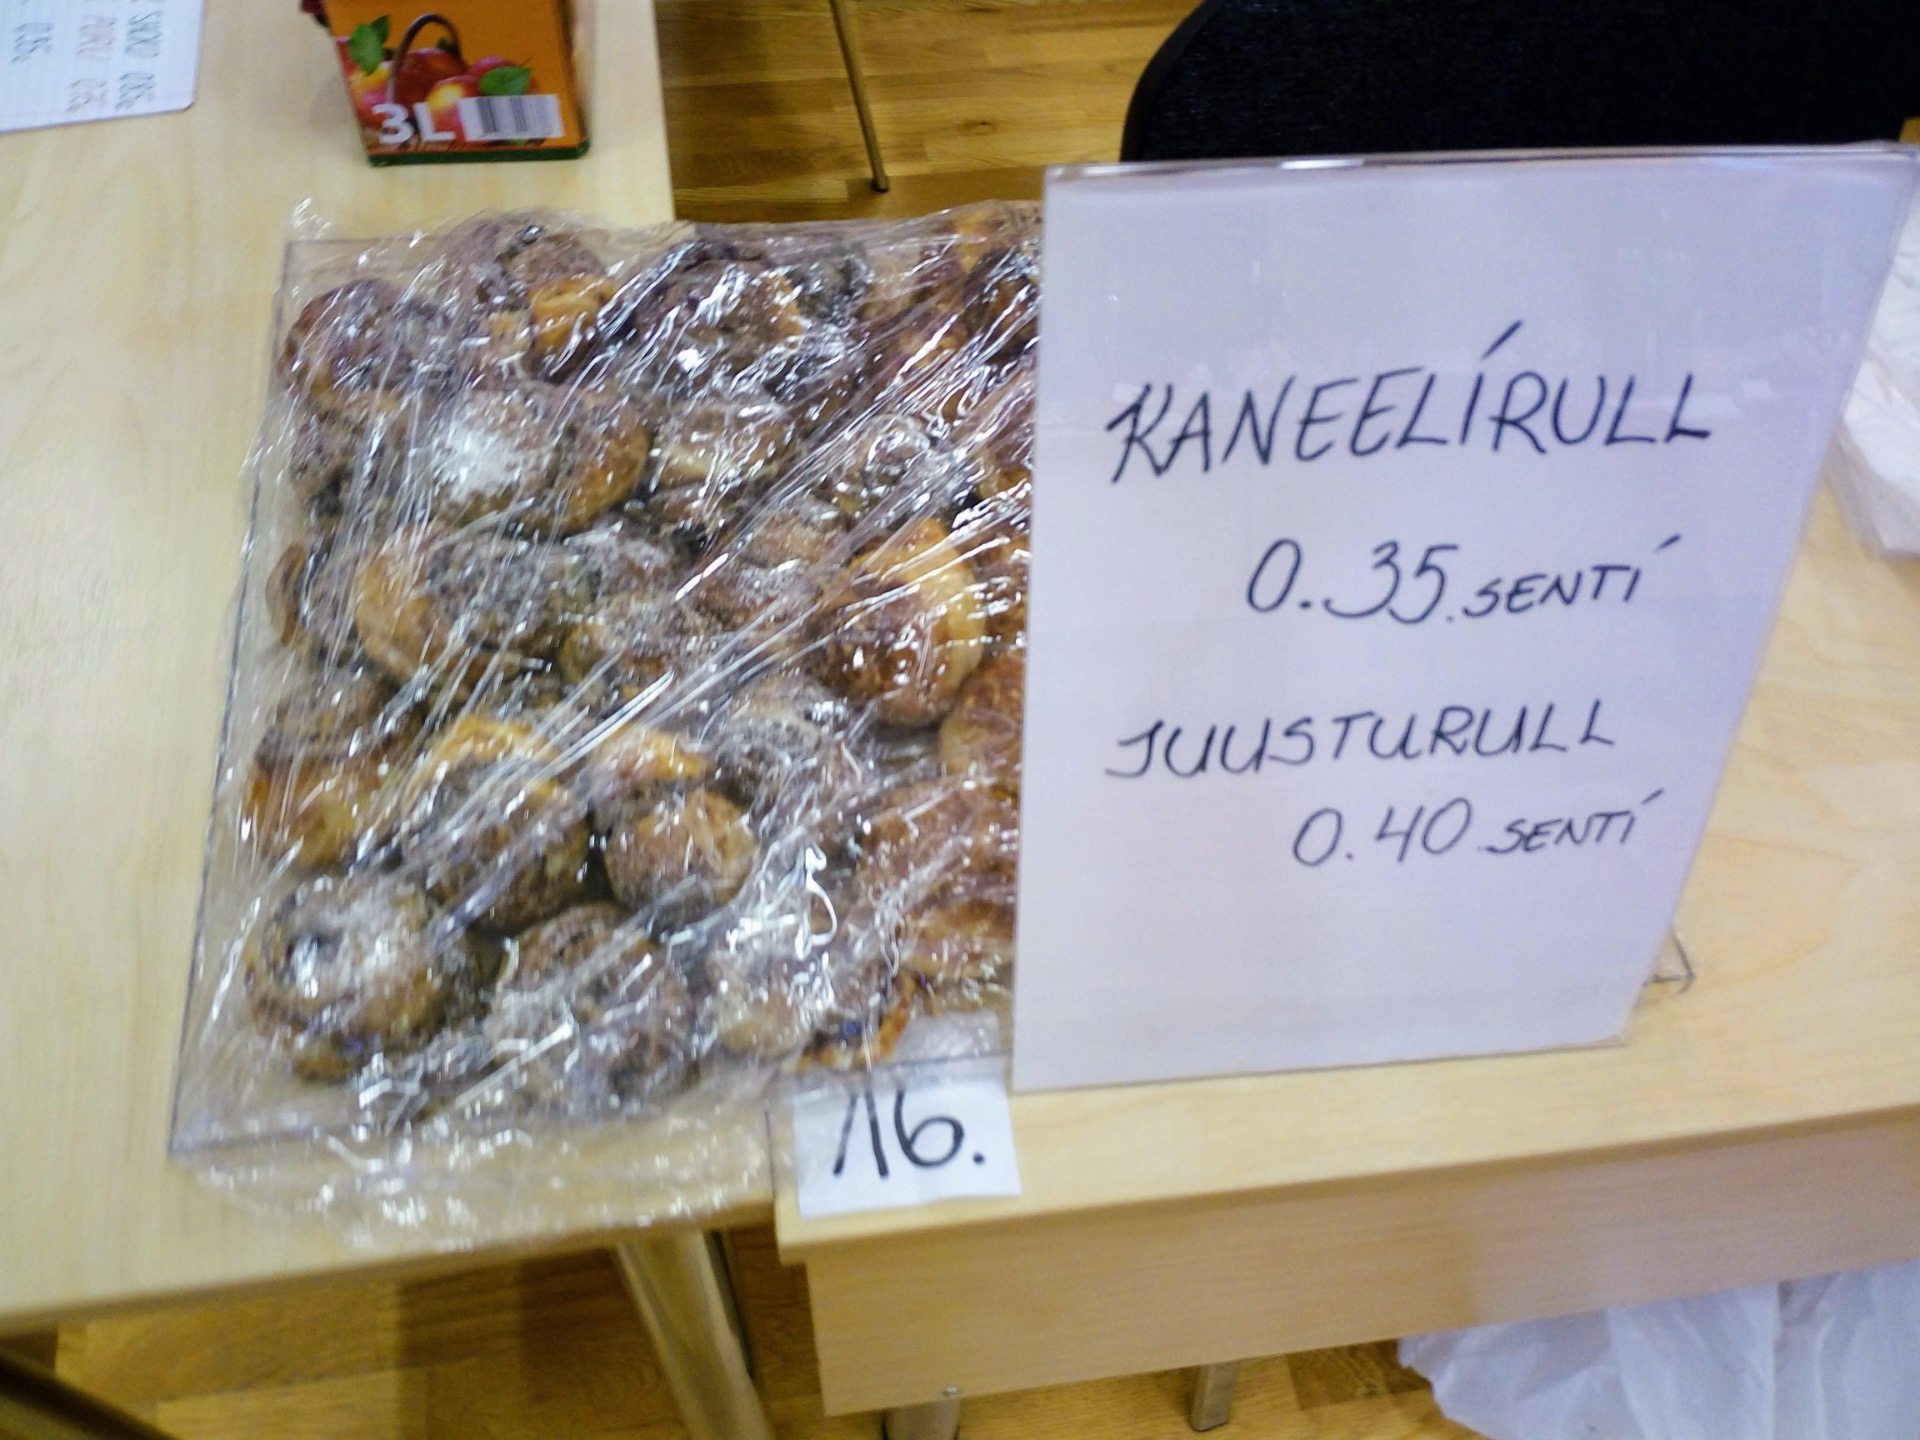 3L
KANEELÍRULL
0.35.SENTÍ
JUUSTURULL
0.40.SENTÍ
16.